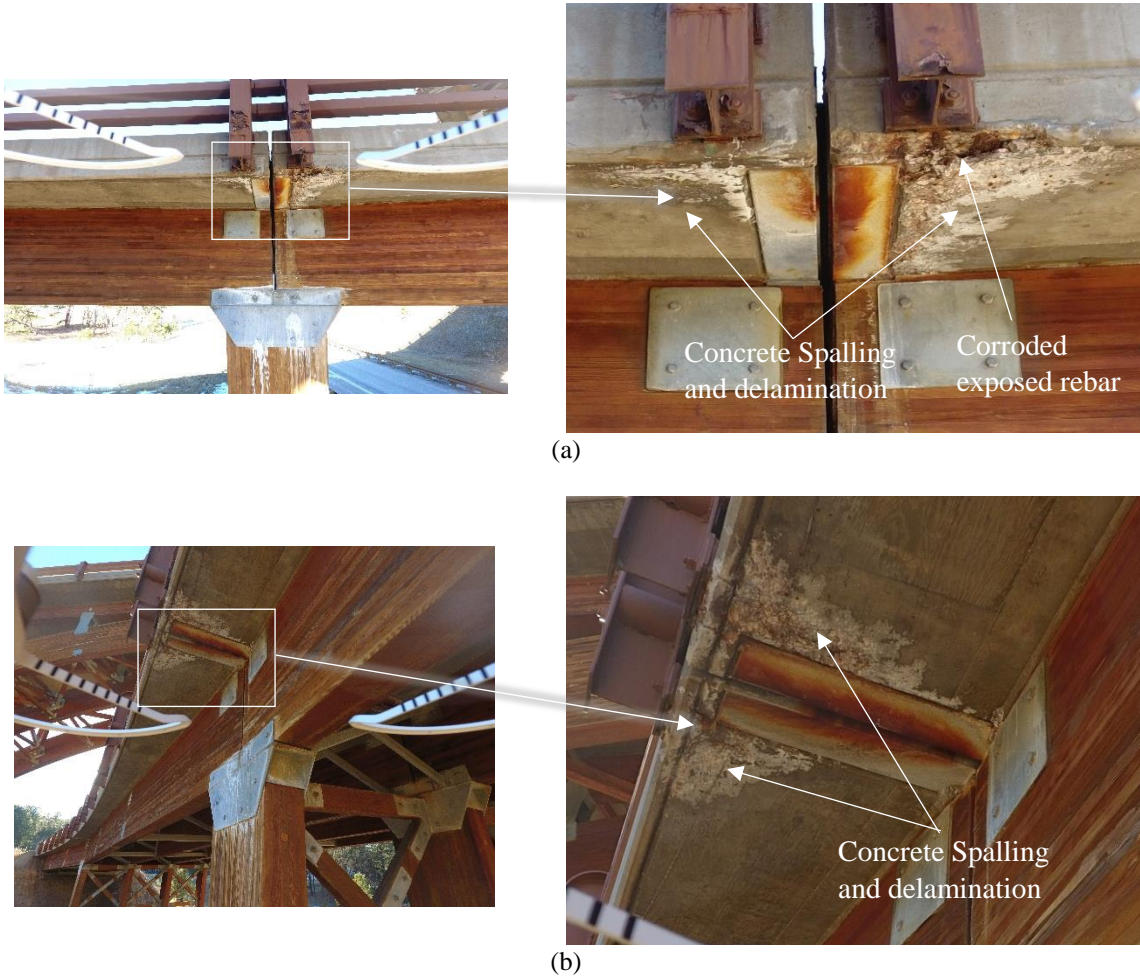 Concrete Spalling
and delamination
Corroded
exposed rebar
(a)
Concrete Spalling
and delamination
(b)